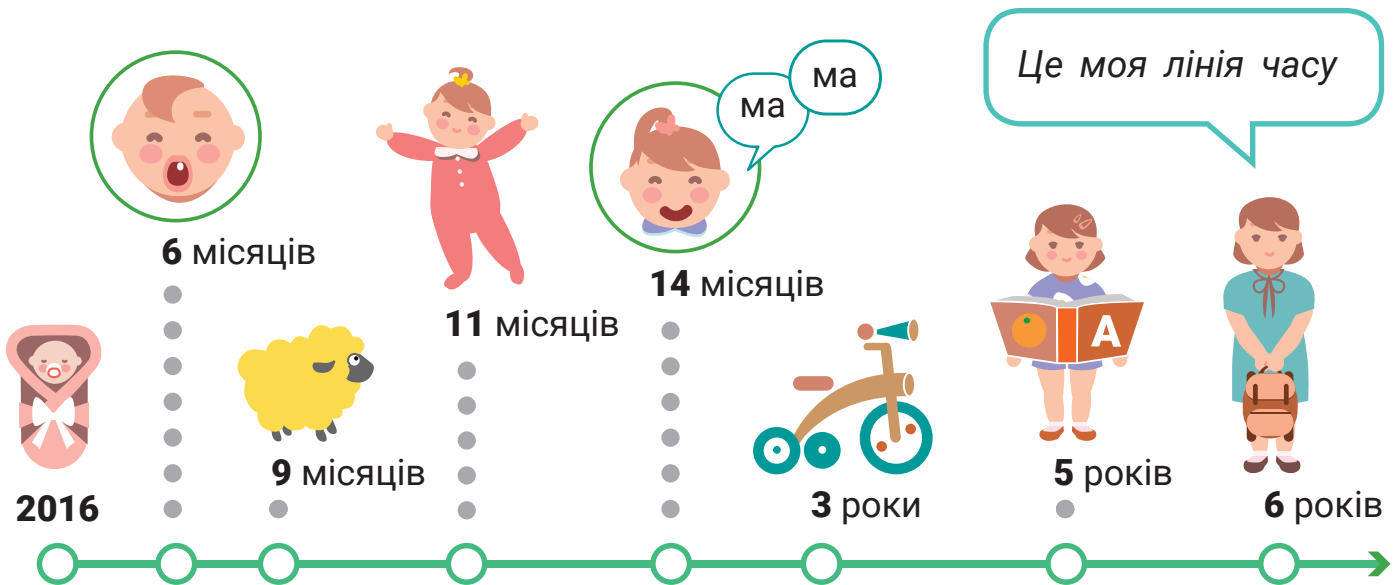 Це моя лінія часу
ма
ма
6 місяців
14 місяців
11 місяців
A
9 місяців
5 років
2016
3 роки
6 років